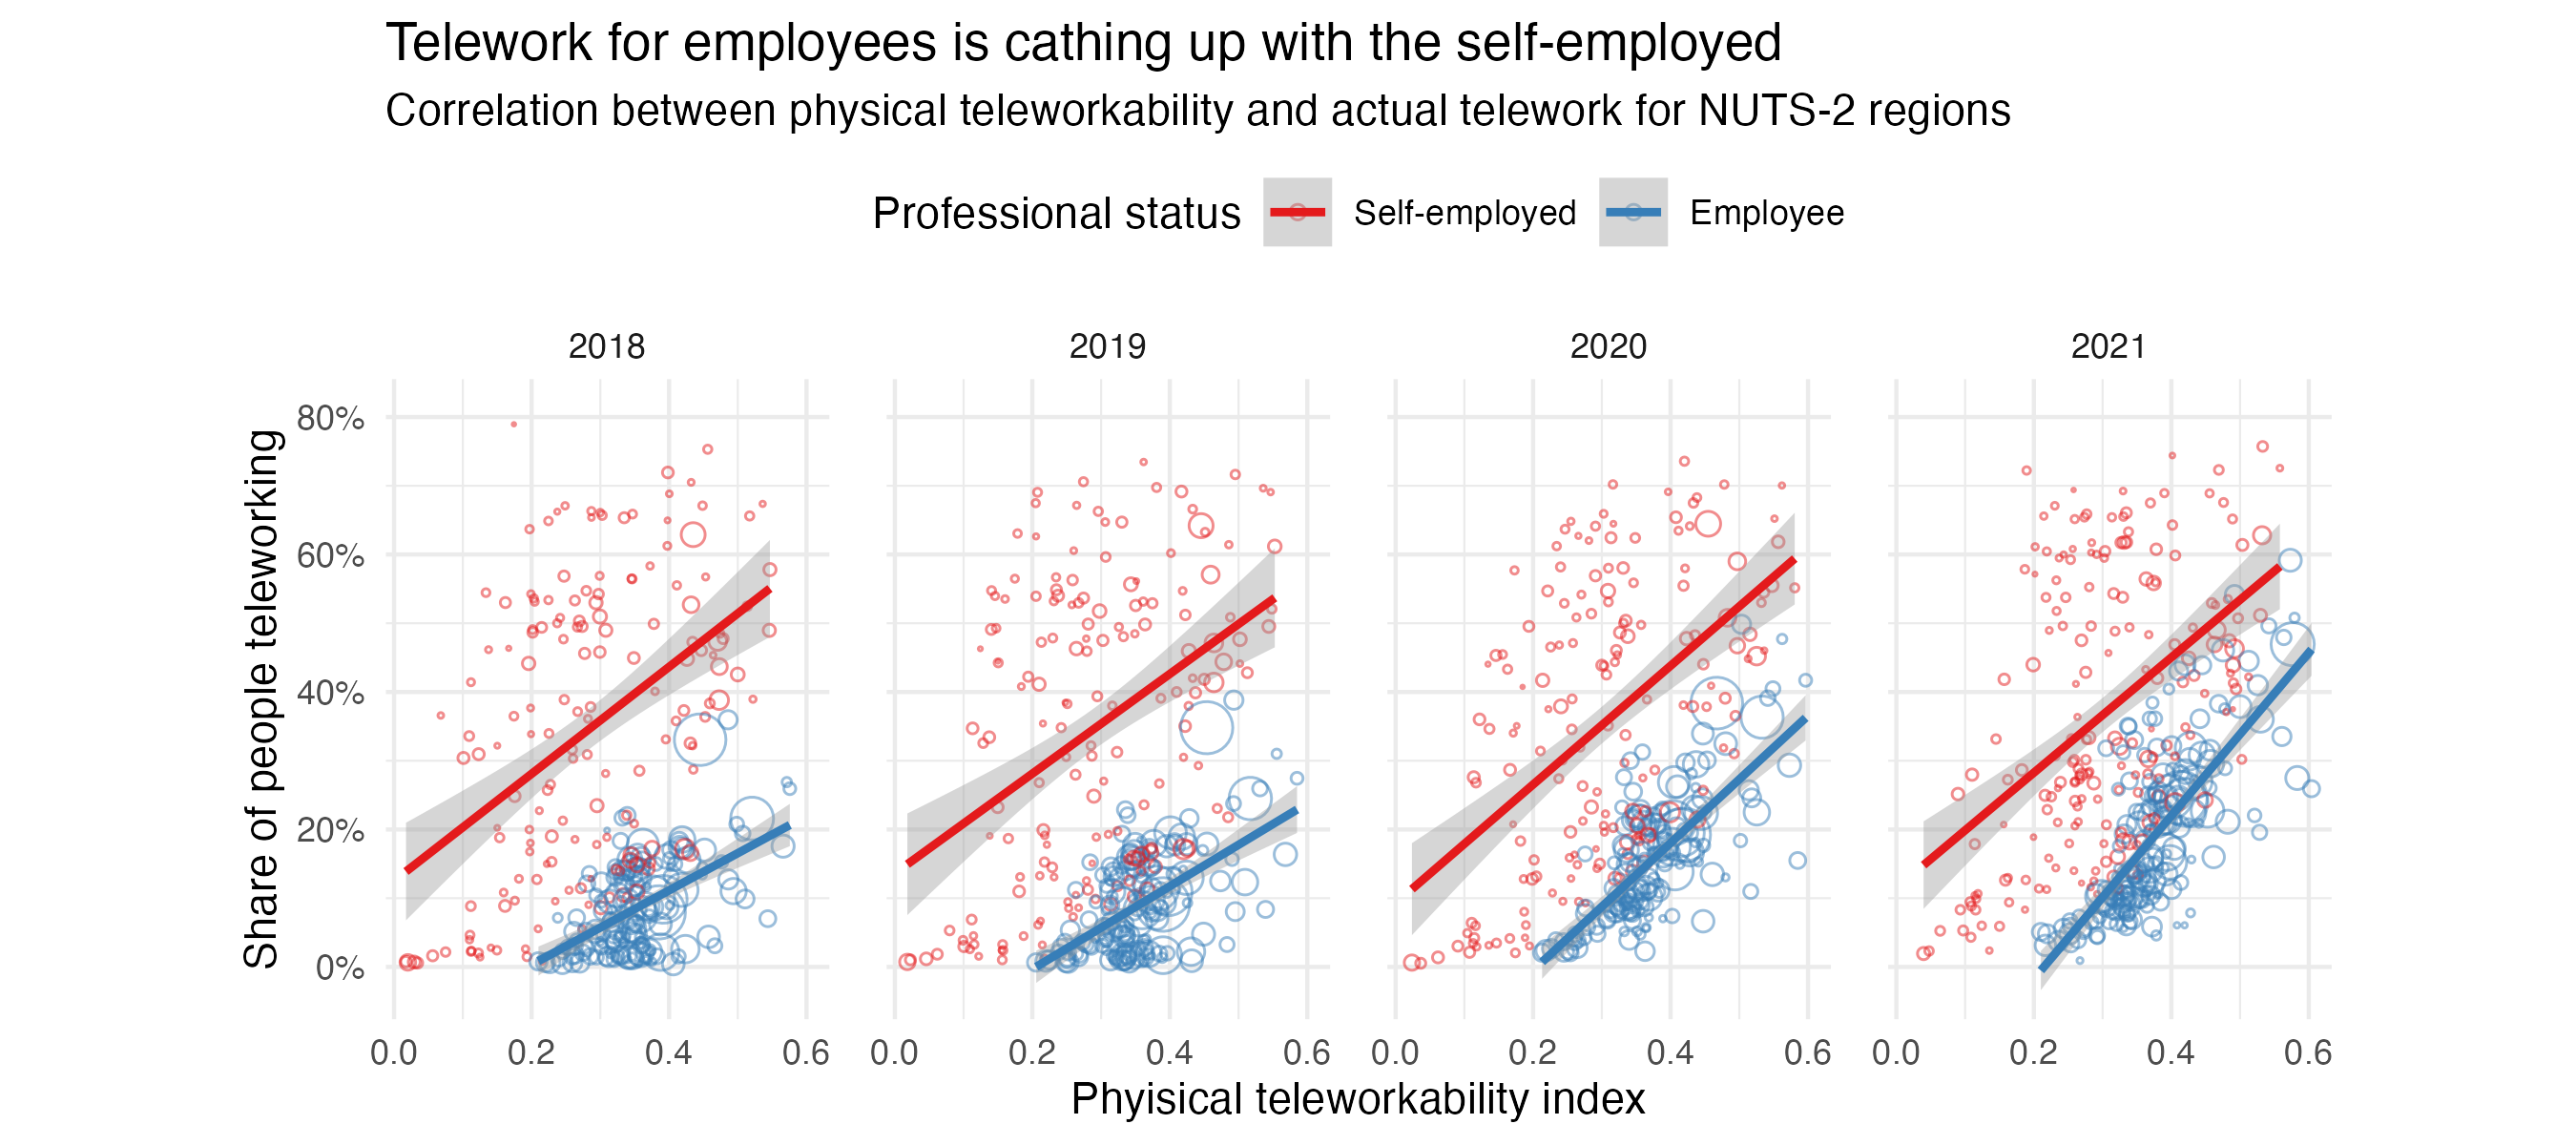 Telework for employees is cathing up with the self-employed
Correlation between physical teleworkability and actual telework for NUTS-2 regions
Professional status Self-employed Employee
2018 2019 2020 2021
80%
60%
40%
20%
0%
Share of people teleworking
0.0 0.2 0.4 0.6 0.0 0.2 0.4 0.6 0.0 0.2 0.4 0.6 0.0 0.2 0.4 0.6
Phyisical teleworkability index